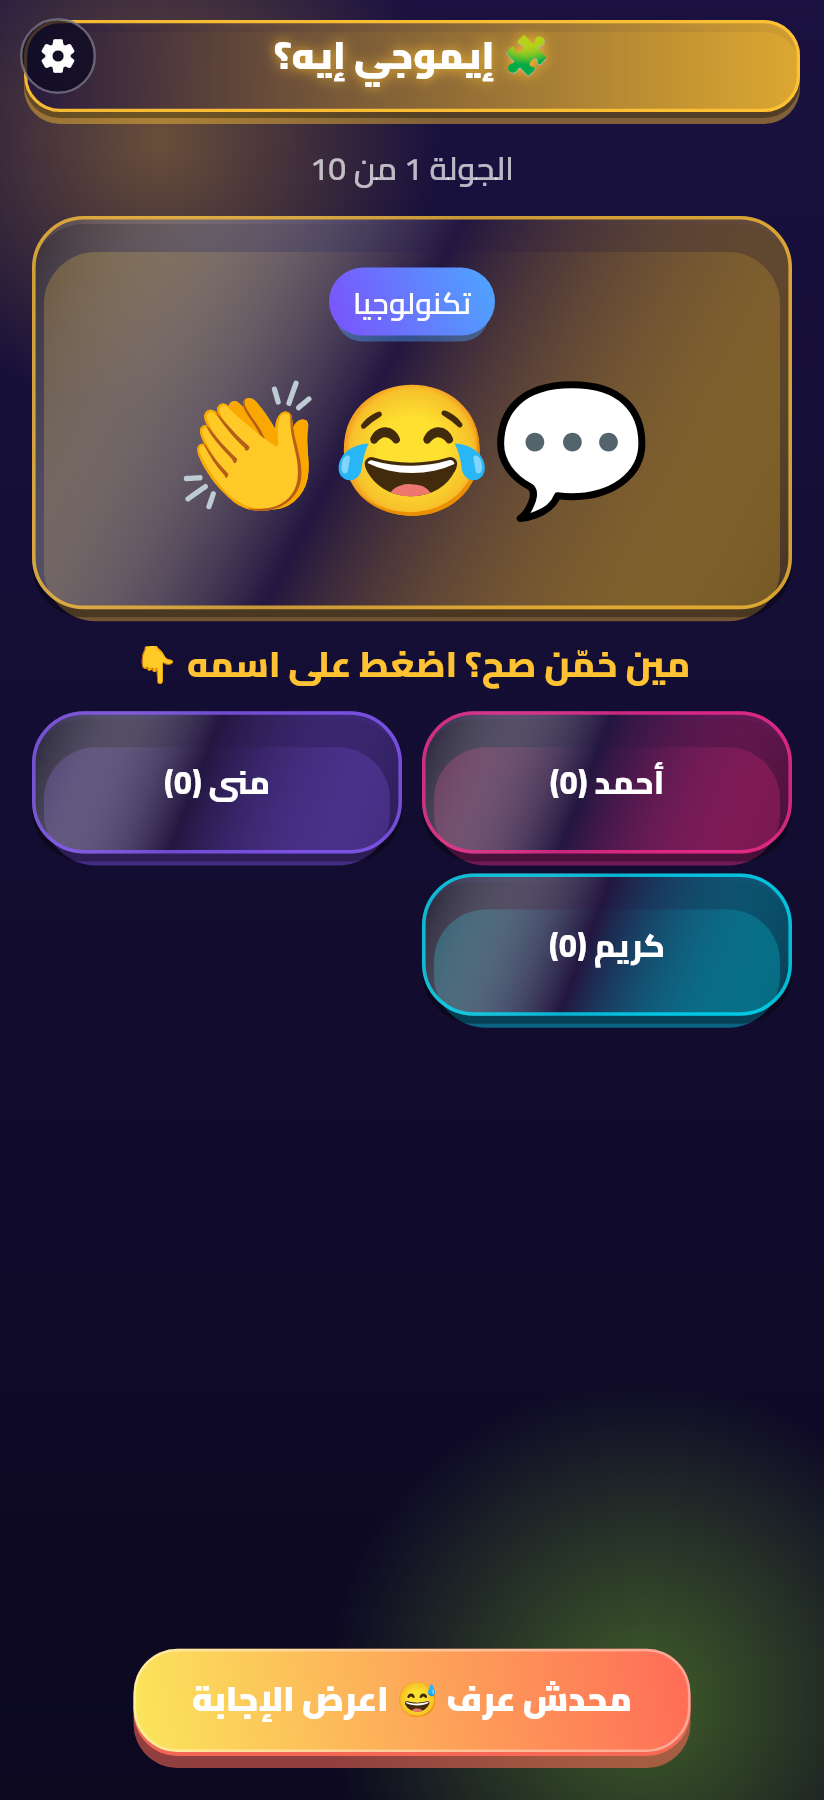 🧩 إيموجي إيه؟
الجولة 1 من 10
تكنولوجيا
💬😂👏
مين خمّن صح؟ اضغط على اسمه 👇
أحمد (0)
منى (0)
كريم (0)
محدش عرف 😅 اعرض الإجابة